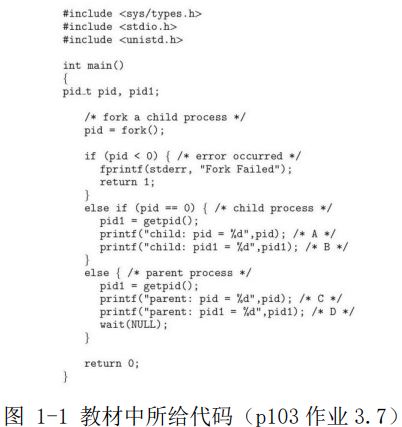 #include <sys/types.h>
#include <stdio.h>
#include <unistd.h>
int main()
{
pid_t pid, pid1;
/* fork a child process */
pid = fork();
if (pid < 0) { /* error occurred */
fprintf(stderr, "Fork Failed");
return 1;
}
else if (pid == 0) { /* child process */
pid1 = getpid();
printf("child: pid = %d",pid); /* A */
printf("child: pid1 = %d",pid1); /* B */
}
else { /* parent process */
pid1 = getpid();
printf("parent: pid = %d",pid); /* C */
printf("parent: pid1 = %d",pid1); /* D */
wait(NULL);
}
return 0;
}
图 1-1 教材中所给代码（p103 作业 3.7）